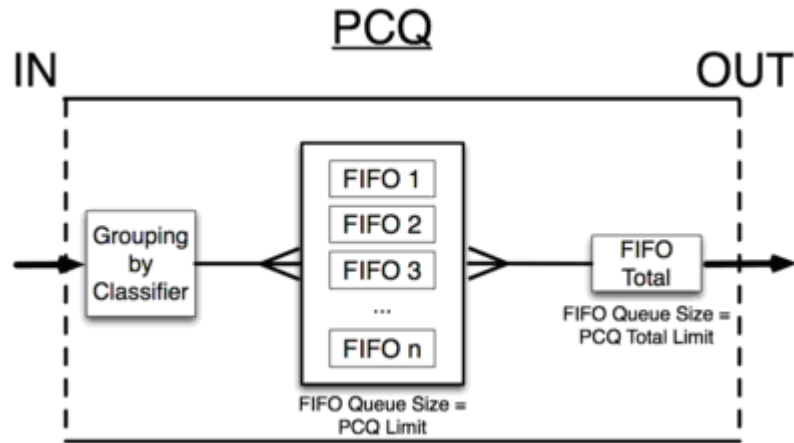 PCQ
IN
OUT
Grouping
by
Classifier
FIFO 1
FIFO 2
FIFO 3
...
FIFO n
FIFO Queue Size =
PCQ Limit
FIFO
Total
FIFO Queue Size =
PCQ Total Limit